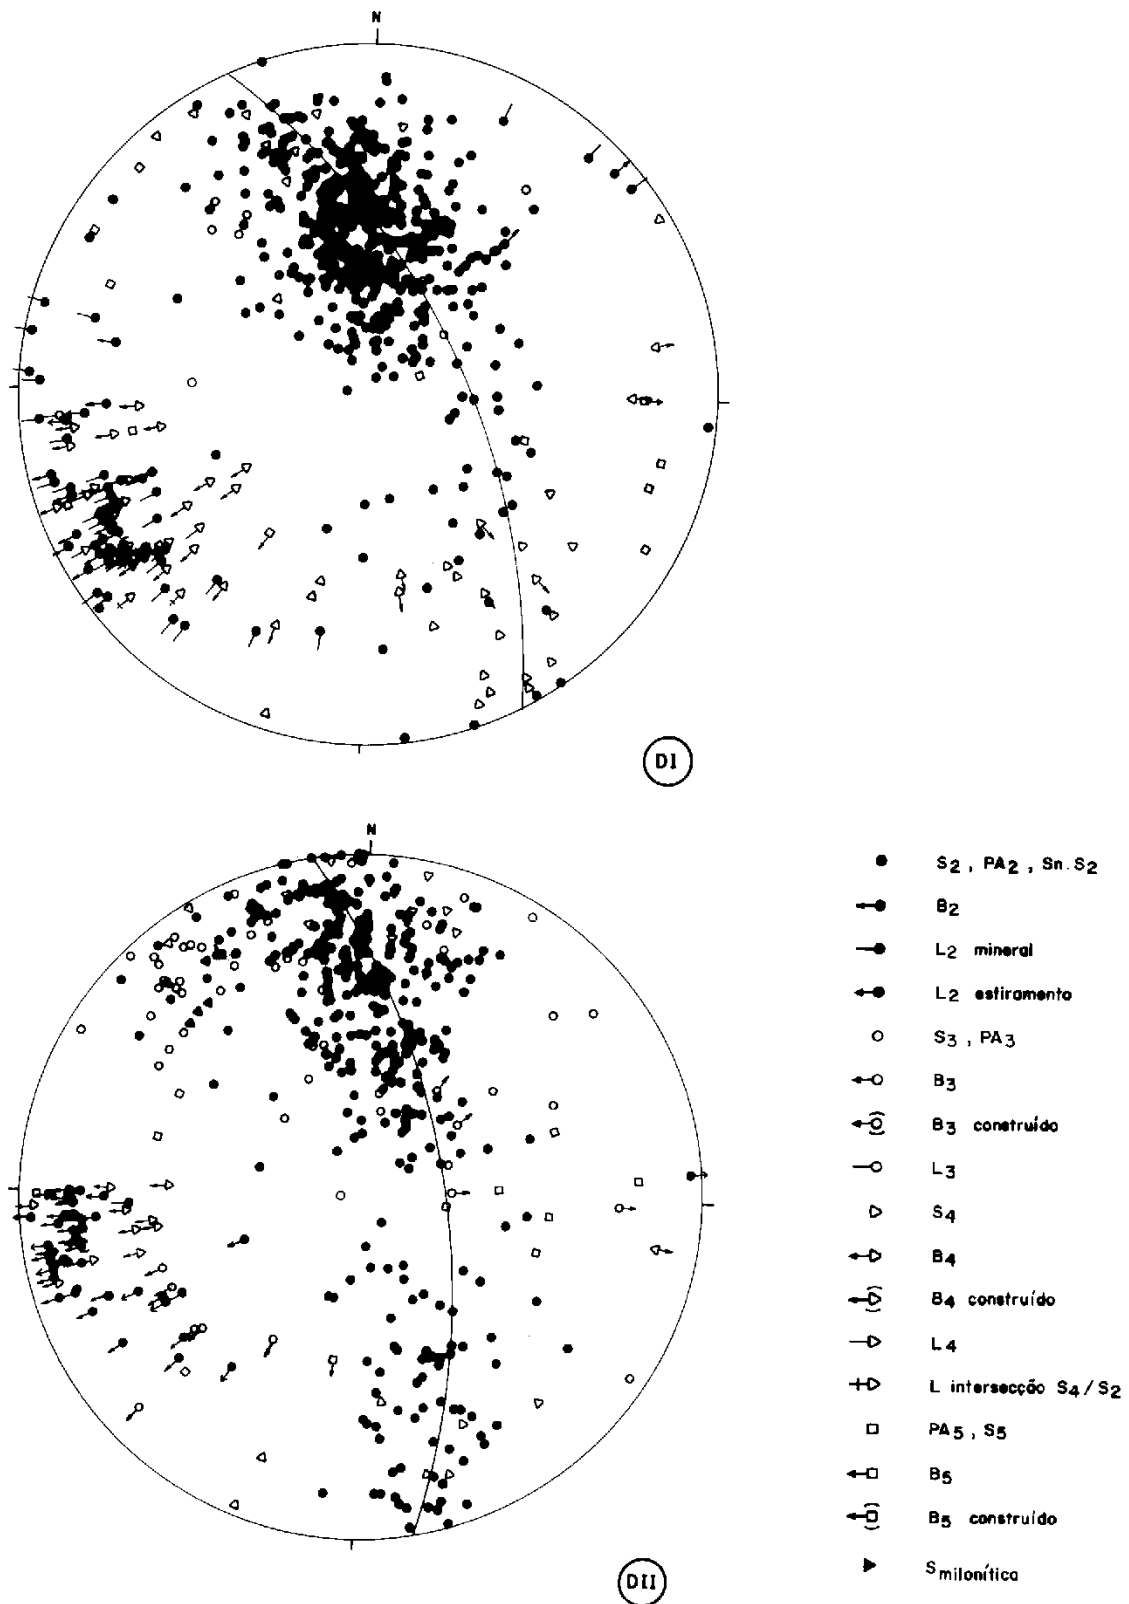 N
DI
N
S2 , PA2 , Sn.S2
B2
L2 mineral
L2 estiramento
S3 , PA3
B3
B3 construído
L3
S4
B4
B4 construído
L4
L intersecção S4/S2
PA5 , S5
B5
B5 construído
S milonítica
DII